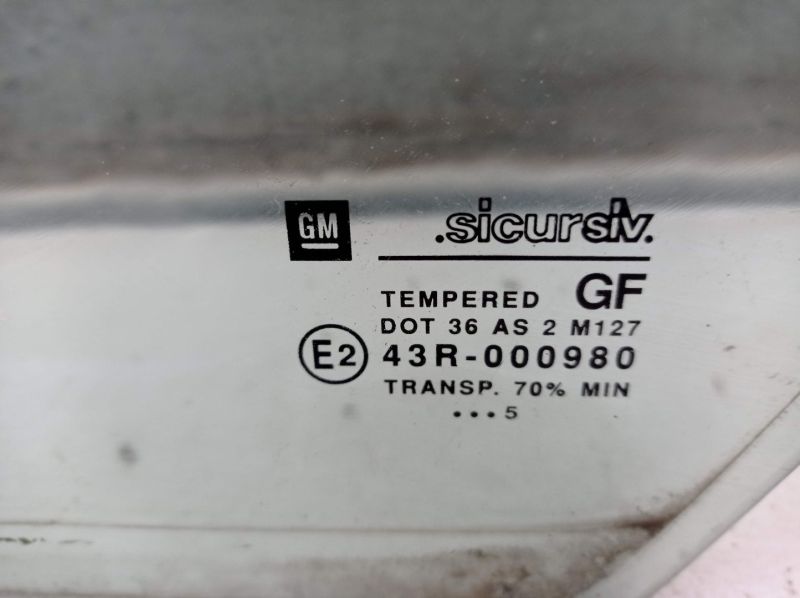 GM
.sicursiv.
TEMPERED GF
DOT 36 AS 2 M127
E2 43R-000980
TRANSP. 70% MIN
•••5